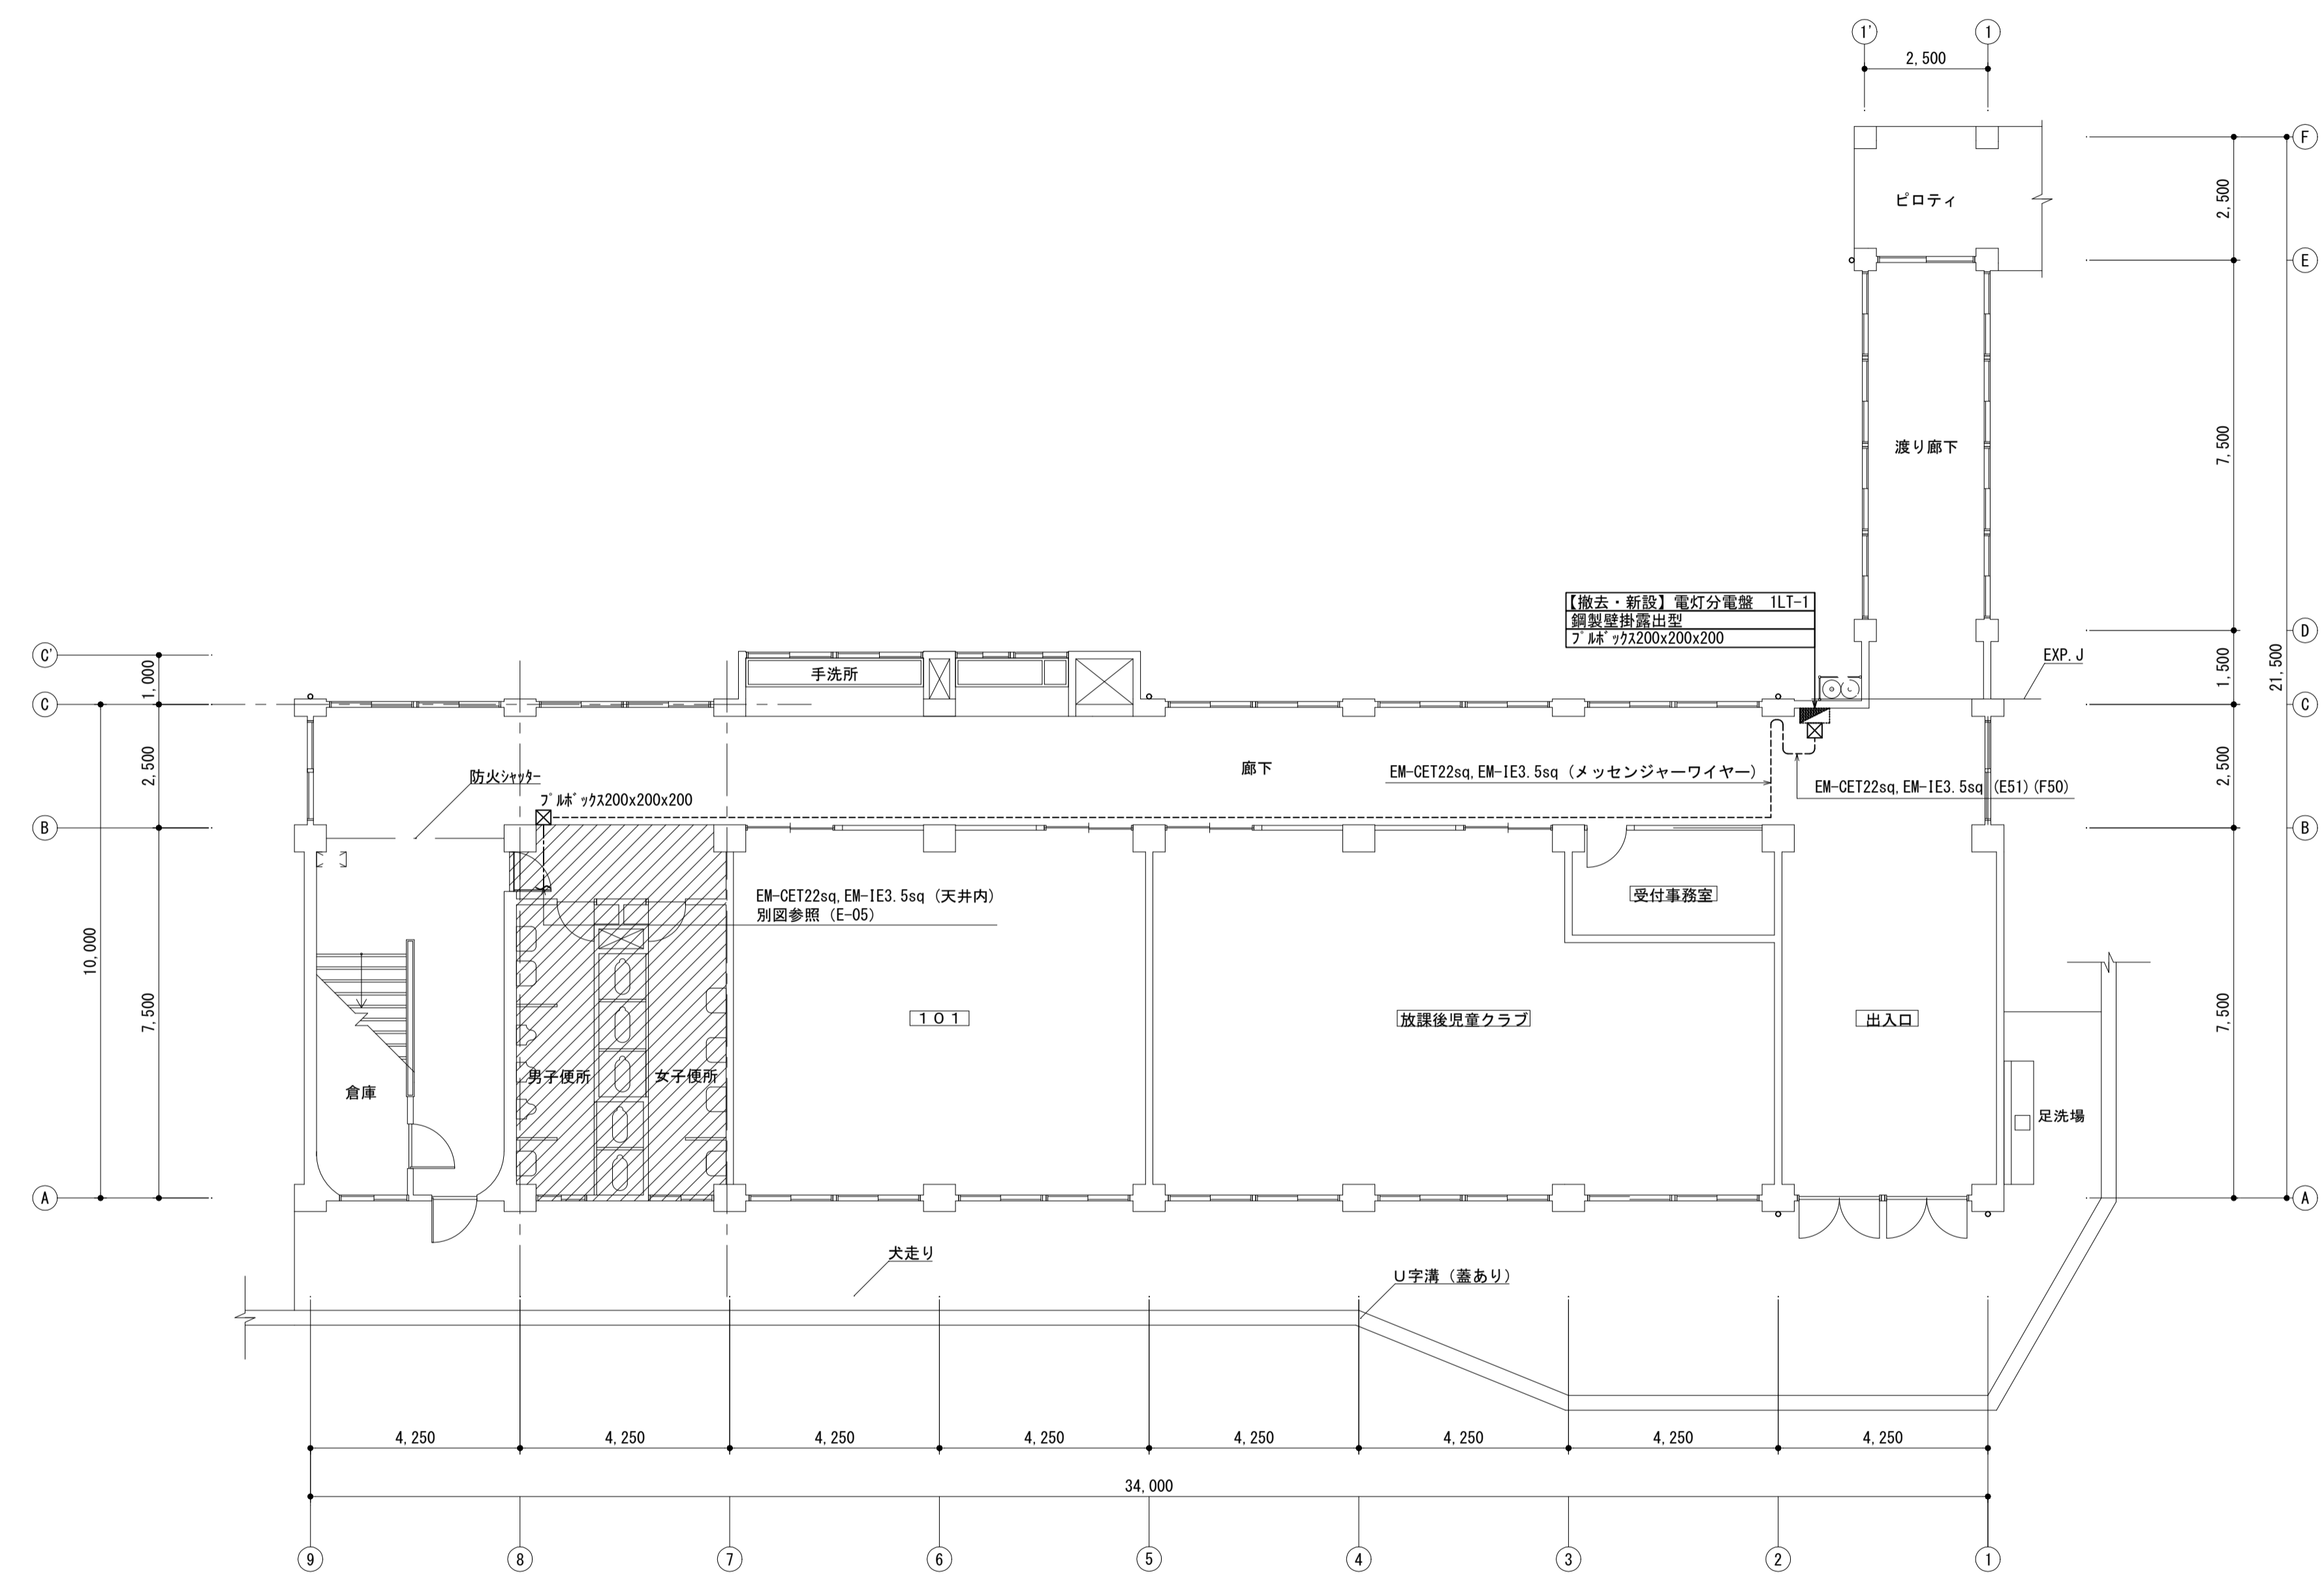 1'
1
2,500
F
2,500
ピロティ
E
7,500
渡り廊下
【撤去・新設】電灯分電盤 1LT-1
鋼製壁掛露出型
プルボックス200x200x200
D
C'
1,000
手洗所
EXP.J
1,500
21,500
C
C
2,500
防火シャッター
廊下
EM-CET22sq,EM-IE3.5sq（メッセンジャーワイヤー）
EM-CET22sq,EM-IE3.5sq (E51)(F50)
2,500
プルボックス200x200x200
B
B
EM-CET22sq,EM-IE3.5sq（天井内）
別図参照（E-05）
受付事務室
10,000
7,500
101
放課後児童クラブ
出入口
7,500
倉庫
男子便所
女子便所
足洗場
A
A
犬走り
U字溝（蓋あり）
4,250
4,250
4,250
4,250
4,250
4,250
4,250
4,250
34,000
9
8
7
6
5
4
3
2
1